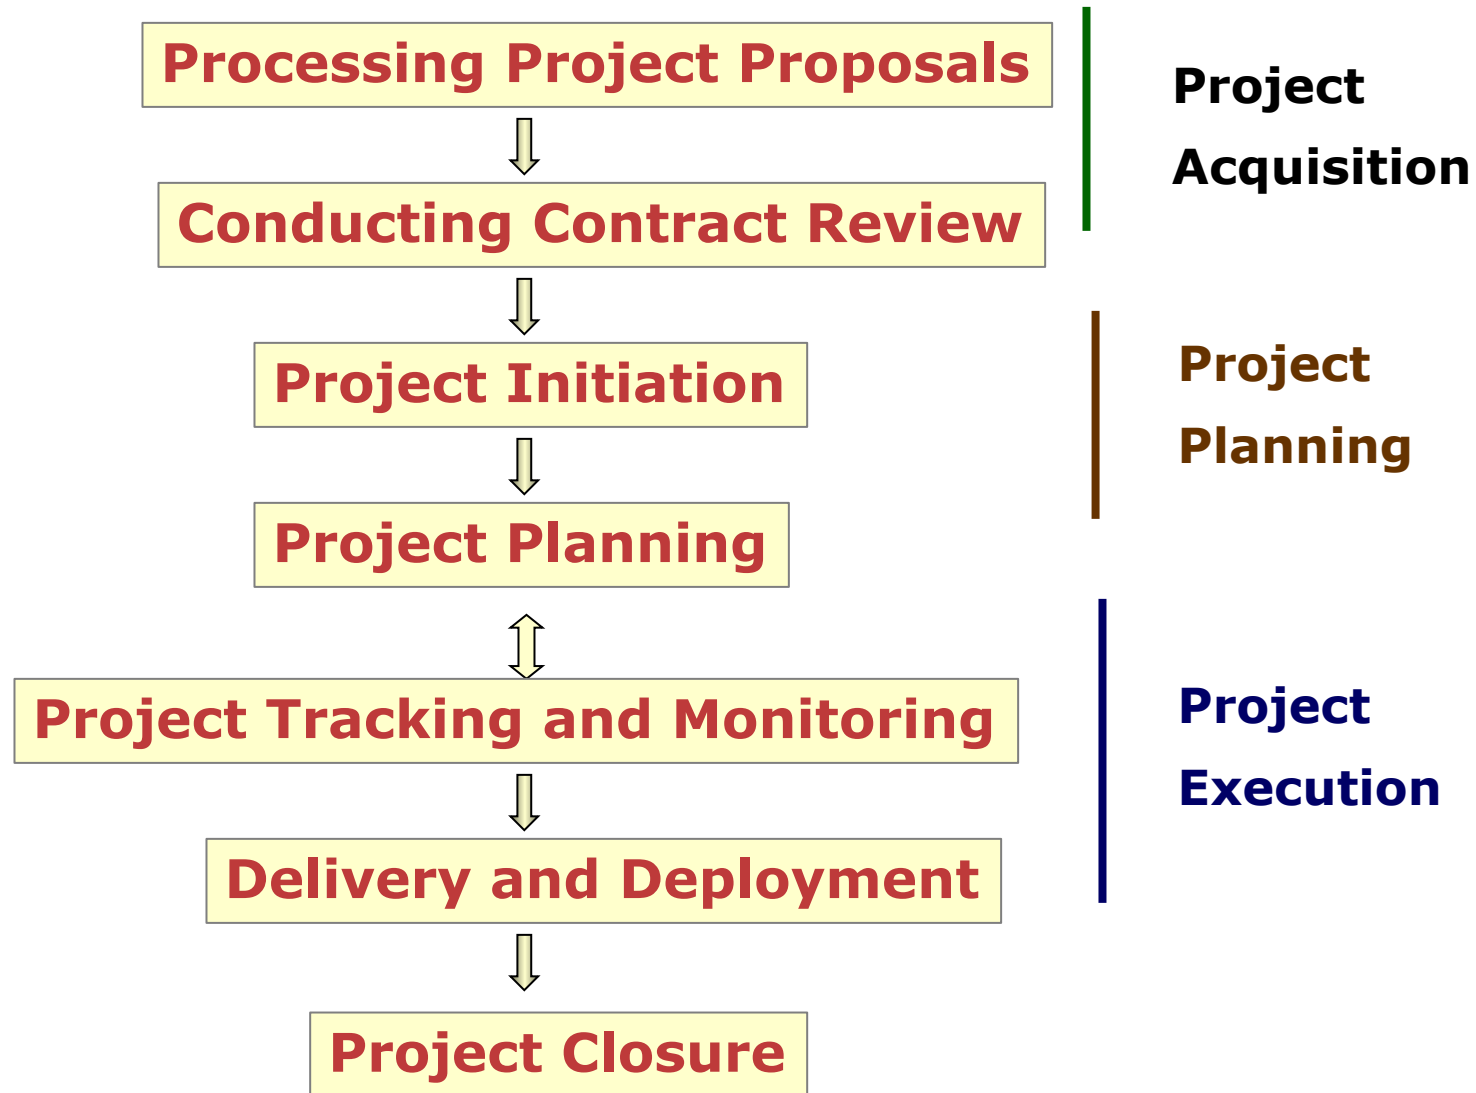 Processing Project Proposals
Project
Acquisition
Conducting Contract Review
Project Initiation
Project
Planning
Project Planning
Project Tracking and Monitoring
Project
Execution
Delivery and Deployment
Project Closure